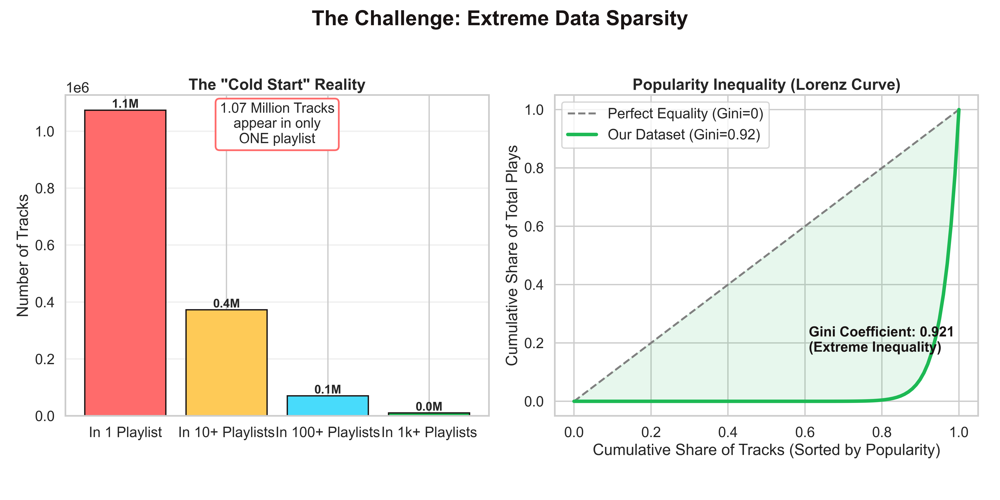 The Challenge: Extreme Data Sparsity
The "Cold Start" Reality
1e6
Number of Tracks
1.0
0.8
0.6
0.4
0.2
0.0
1.1M
0.4M
0.1M
0.0M
1.07 Million Tracks
appear in only
ONE playlist
In 1 Playlist
In 10+ Playlists
In 100+ Playlists
In 1k+ Playlists
Popularity Inequality (Lorenz Curve)
Cumulative Share of Total Plays
1.0
0.8
0.6
0.4
0.2
0.0
Perfect Equality (Gini=0)
Our Dataset (Gini=0.92)
Gini Coefficient: 0.921
(Extreme Inequality)
0.0 0.2 0.4 0.6 0.8 1.0
Cumulative Share of Tracks (Sorted by Popularity)